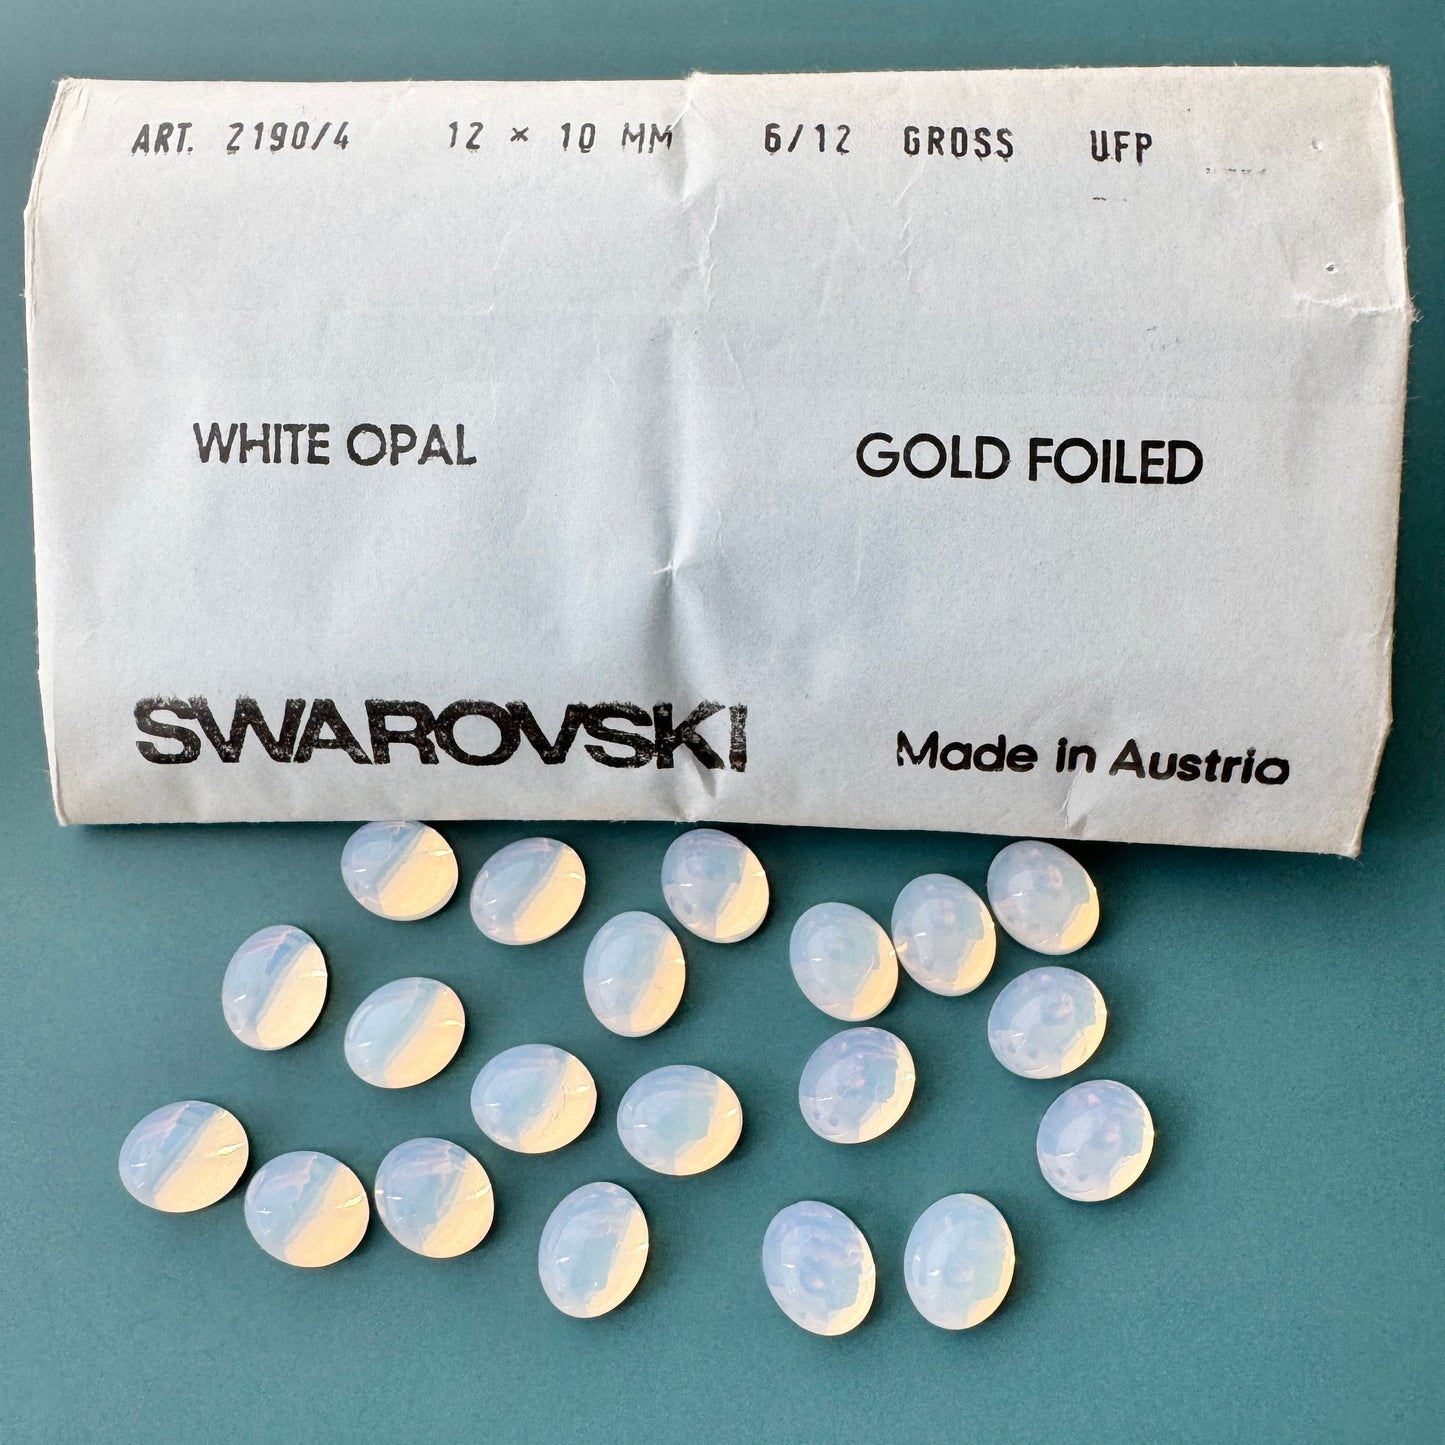 ART. 2190/4 12 × 10 MM 6/12 GROSS UFP
WHITE OPAL GOLD FOILED
SWAROVSKI Made in Austria